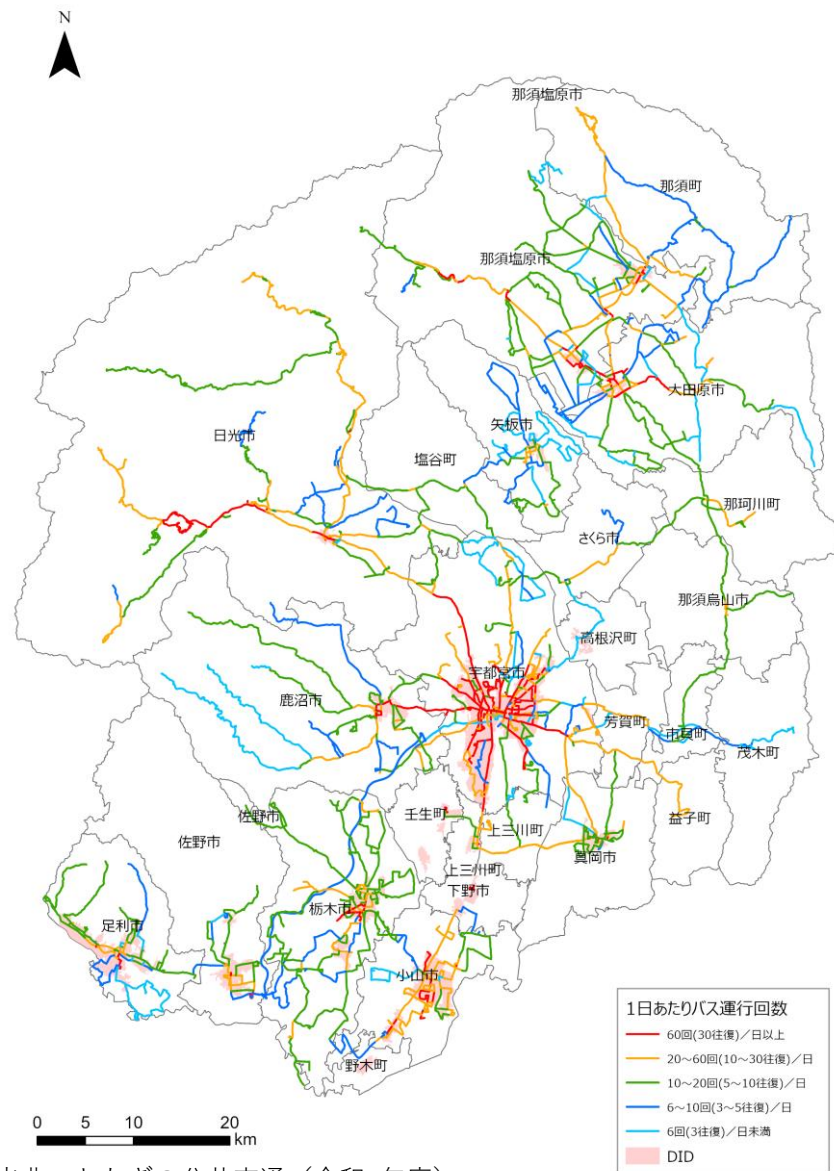 N
那須塩原市
那須町
那須塩原市
大田原市
矢板市
日光市
塩谷町
那珂川町
さくら市
那須烏山市
高根沢町
宇都宮市
鹿沼市
芳賀町
市貝町
茂木町
壬生町
佐野市
益子町
上三川町
佐野市
真岡市
上三川町
下野市
栃木市
足利市
小山市
野木町
1日あたりバス運行回数
60回(30往復)／日以上
20～60回(10～30往復)／日
10～20回(5～10往復)／日
6～10回(3～5往復)／日
6回(3往復)／日未満
DID
0 5 10 20
km